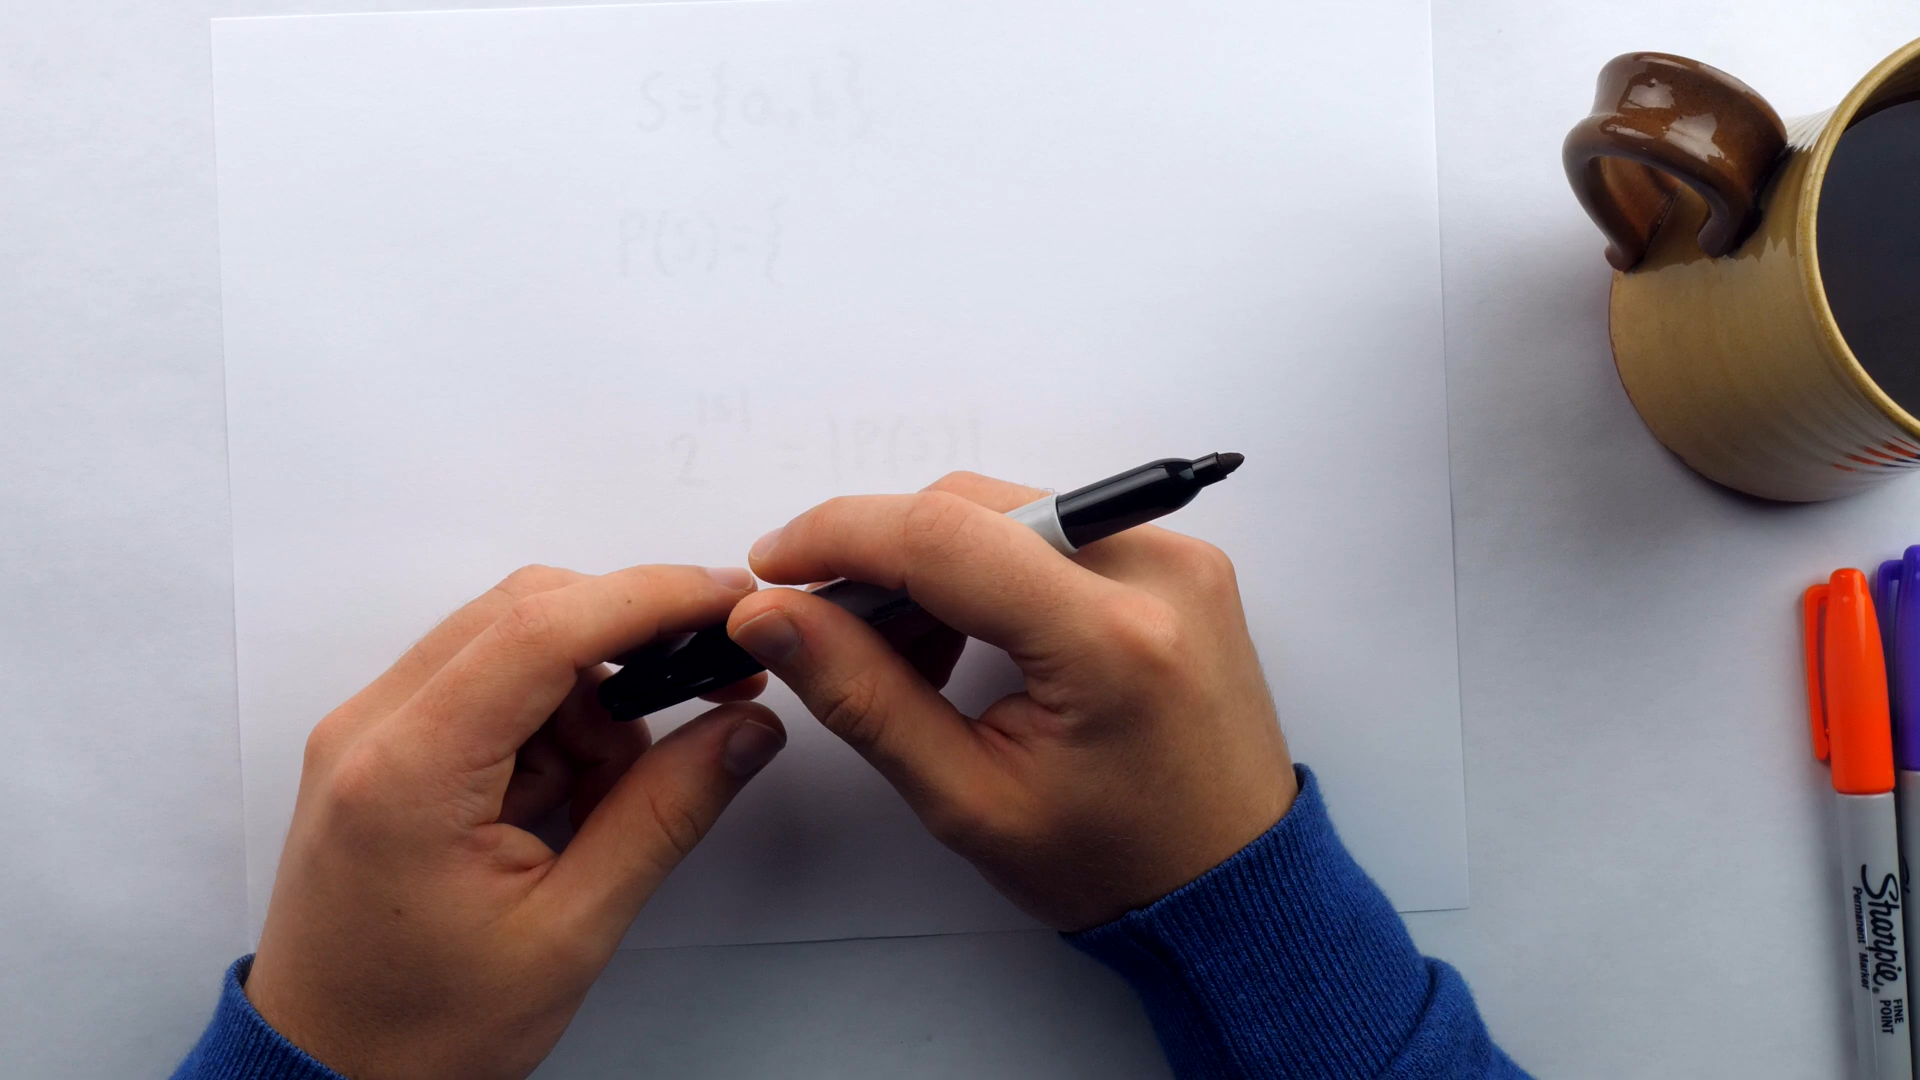 S={a,b}
P(S)={
2^|S| = |P(S)|
Sharpie
Permanent Marker
FINE
POINT